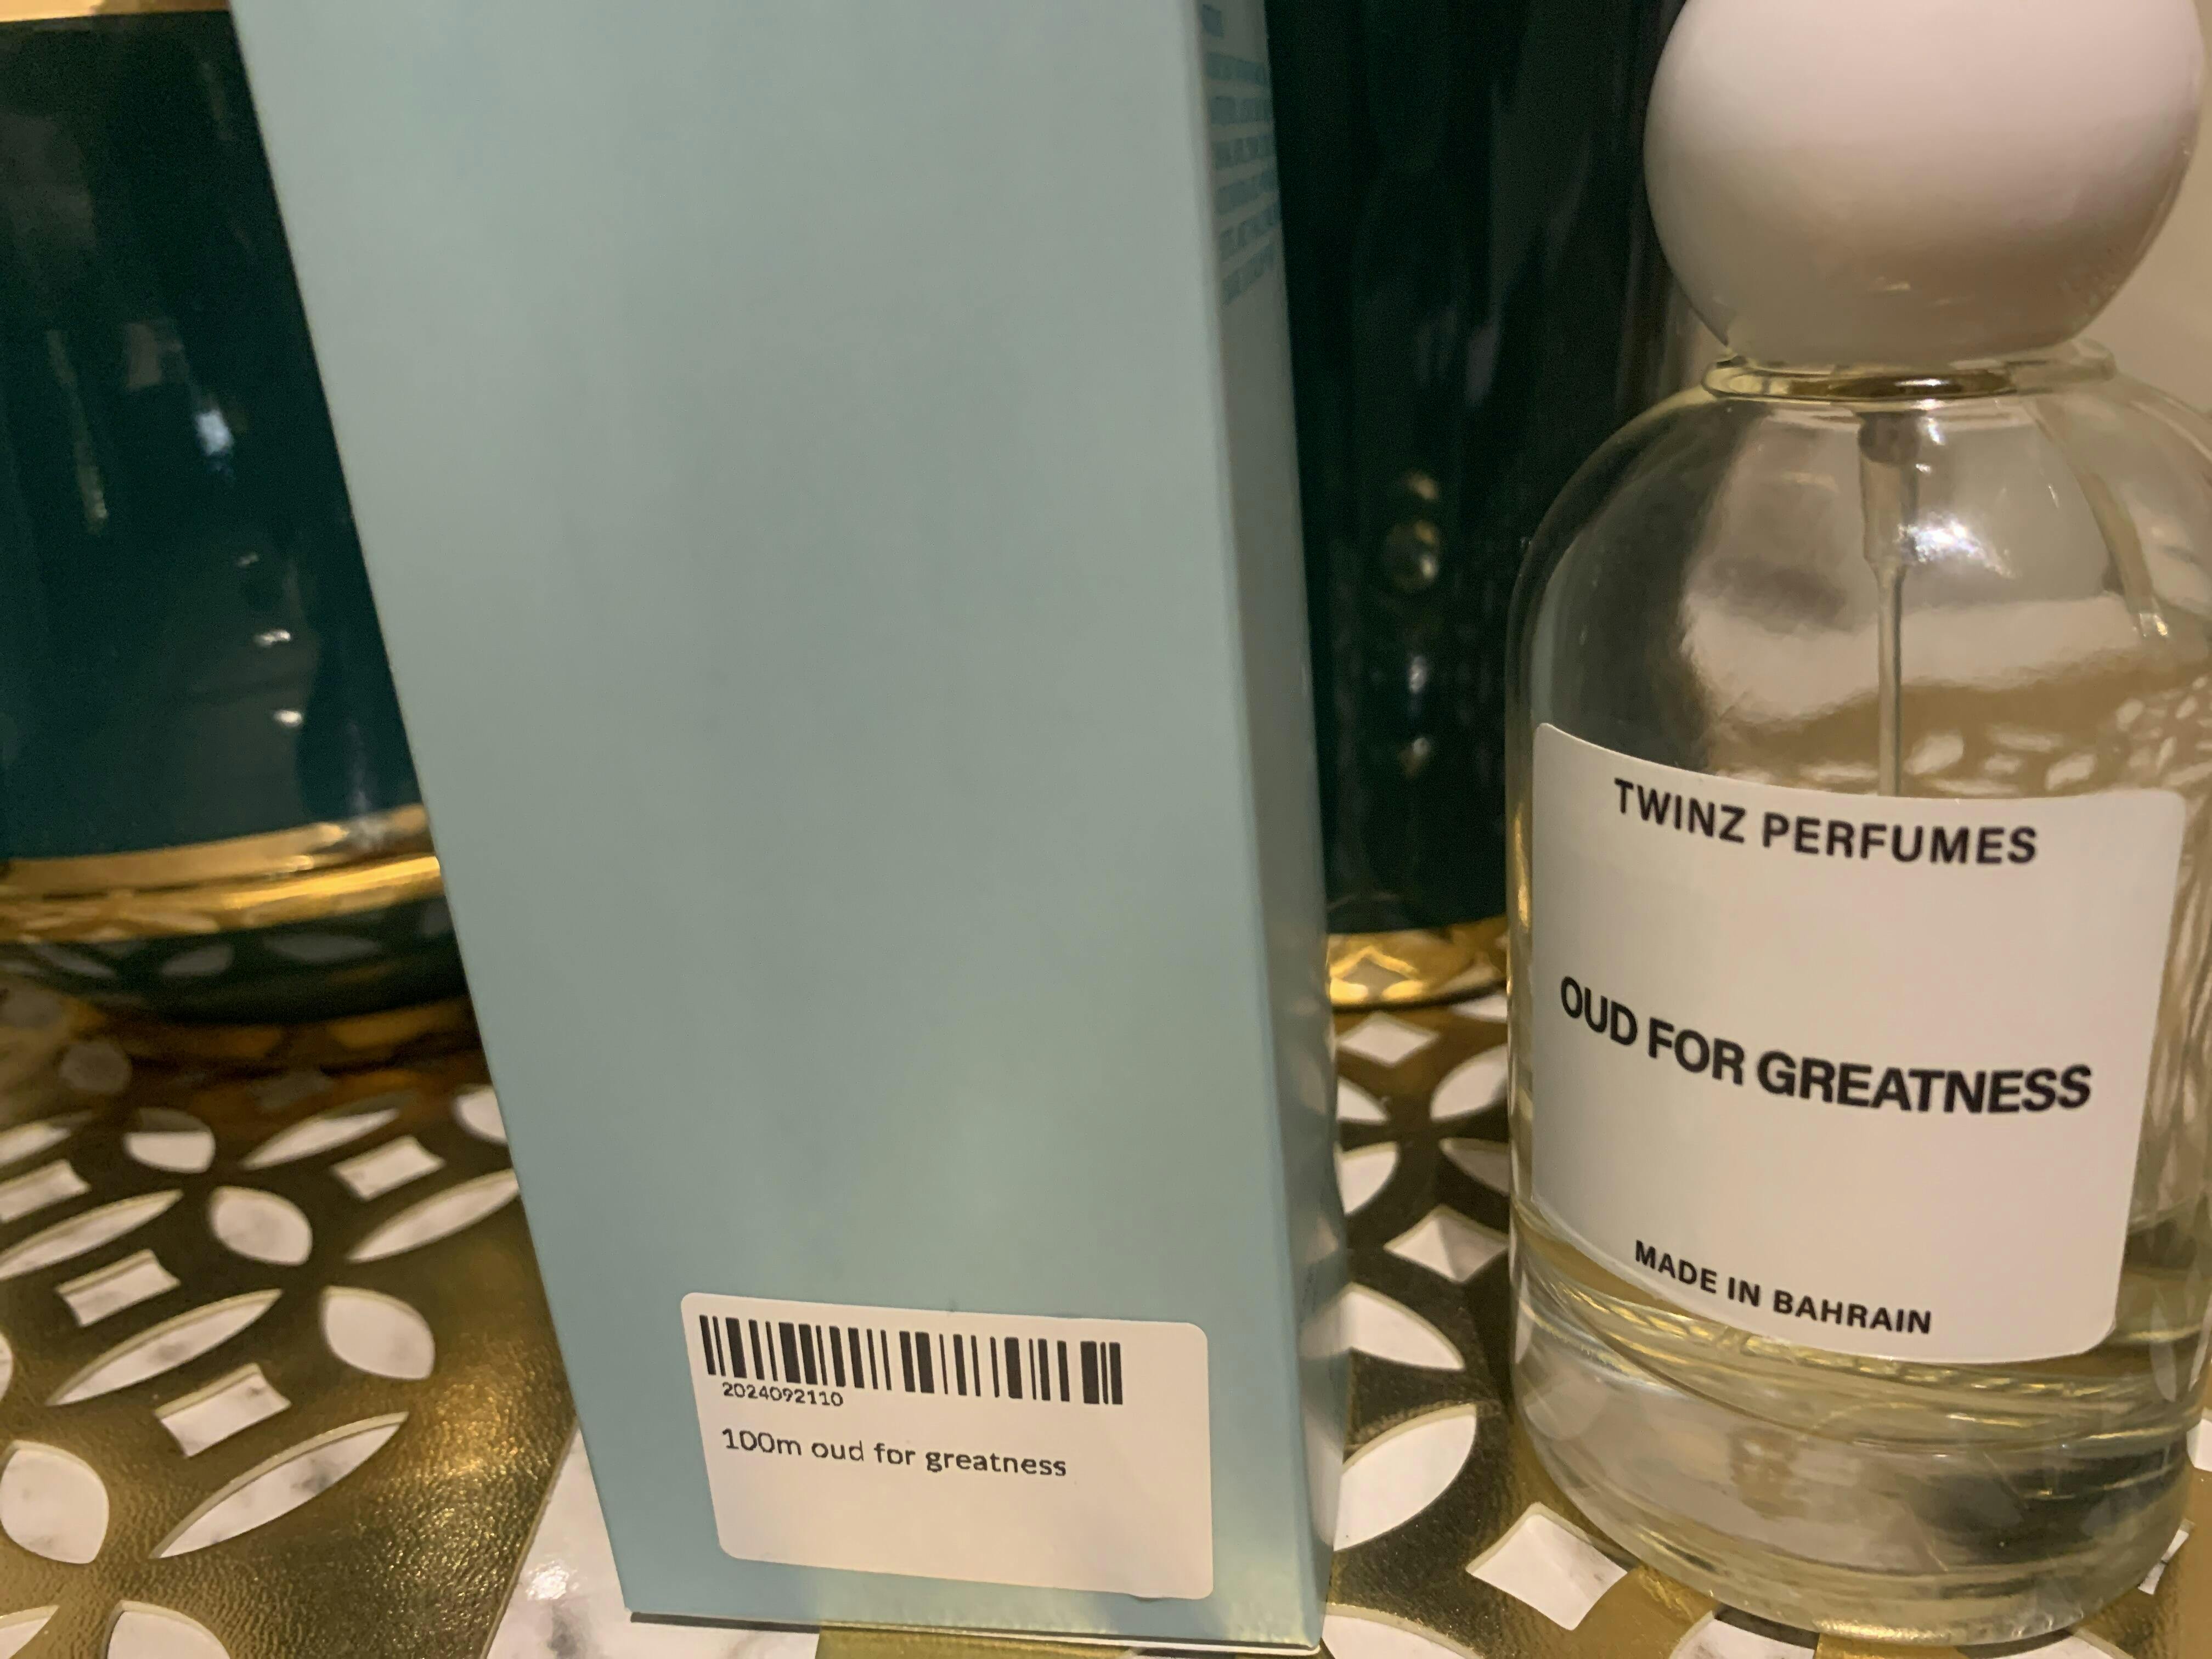 2024092110
100m oud for greatness
TWINZ PERFUMES
OUD FOR GREATNESS
MADE IN BAHRAIN